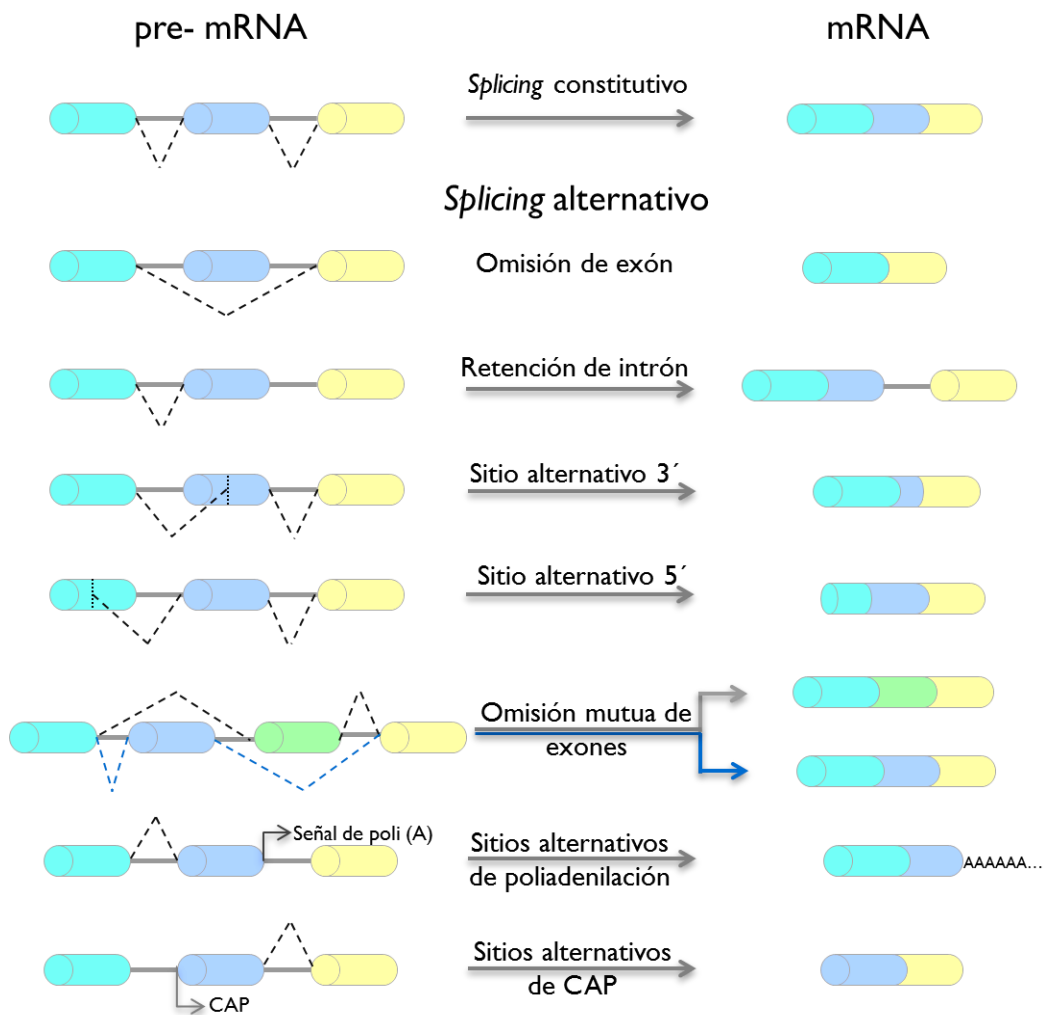 pre- mRNA
mRNA
Splicing constitutivo
Splicing alternativo
Omisión de exón
Retención de intrón
Sitio alternativo 3´
Sitio alternativo 5´
Omisión mutua de
exones
Señal de poli (A)
Sitios alternativos
de poliadenilación
AAAAAA...
Sitios alternativos
de CAP
CAP